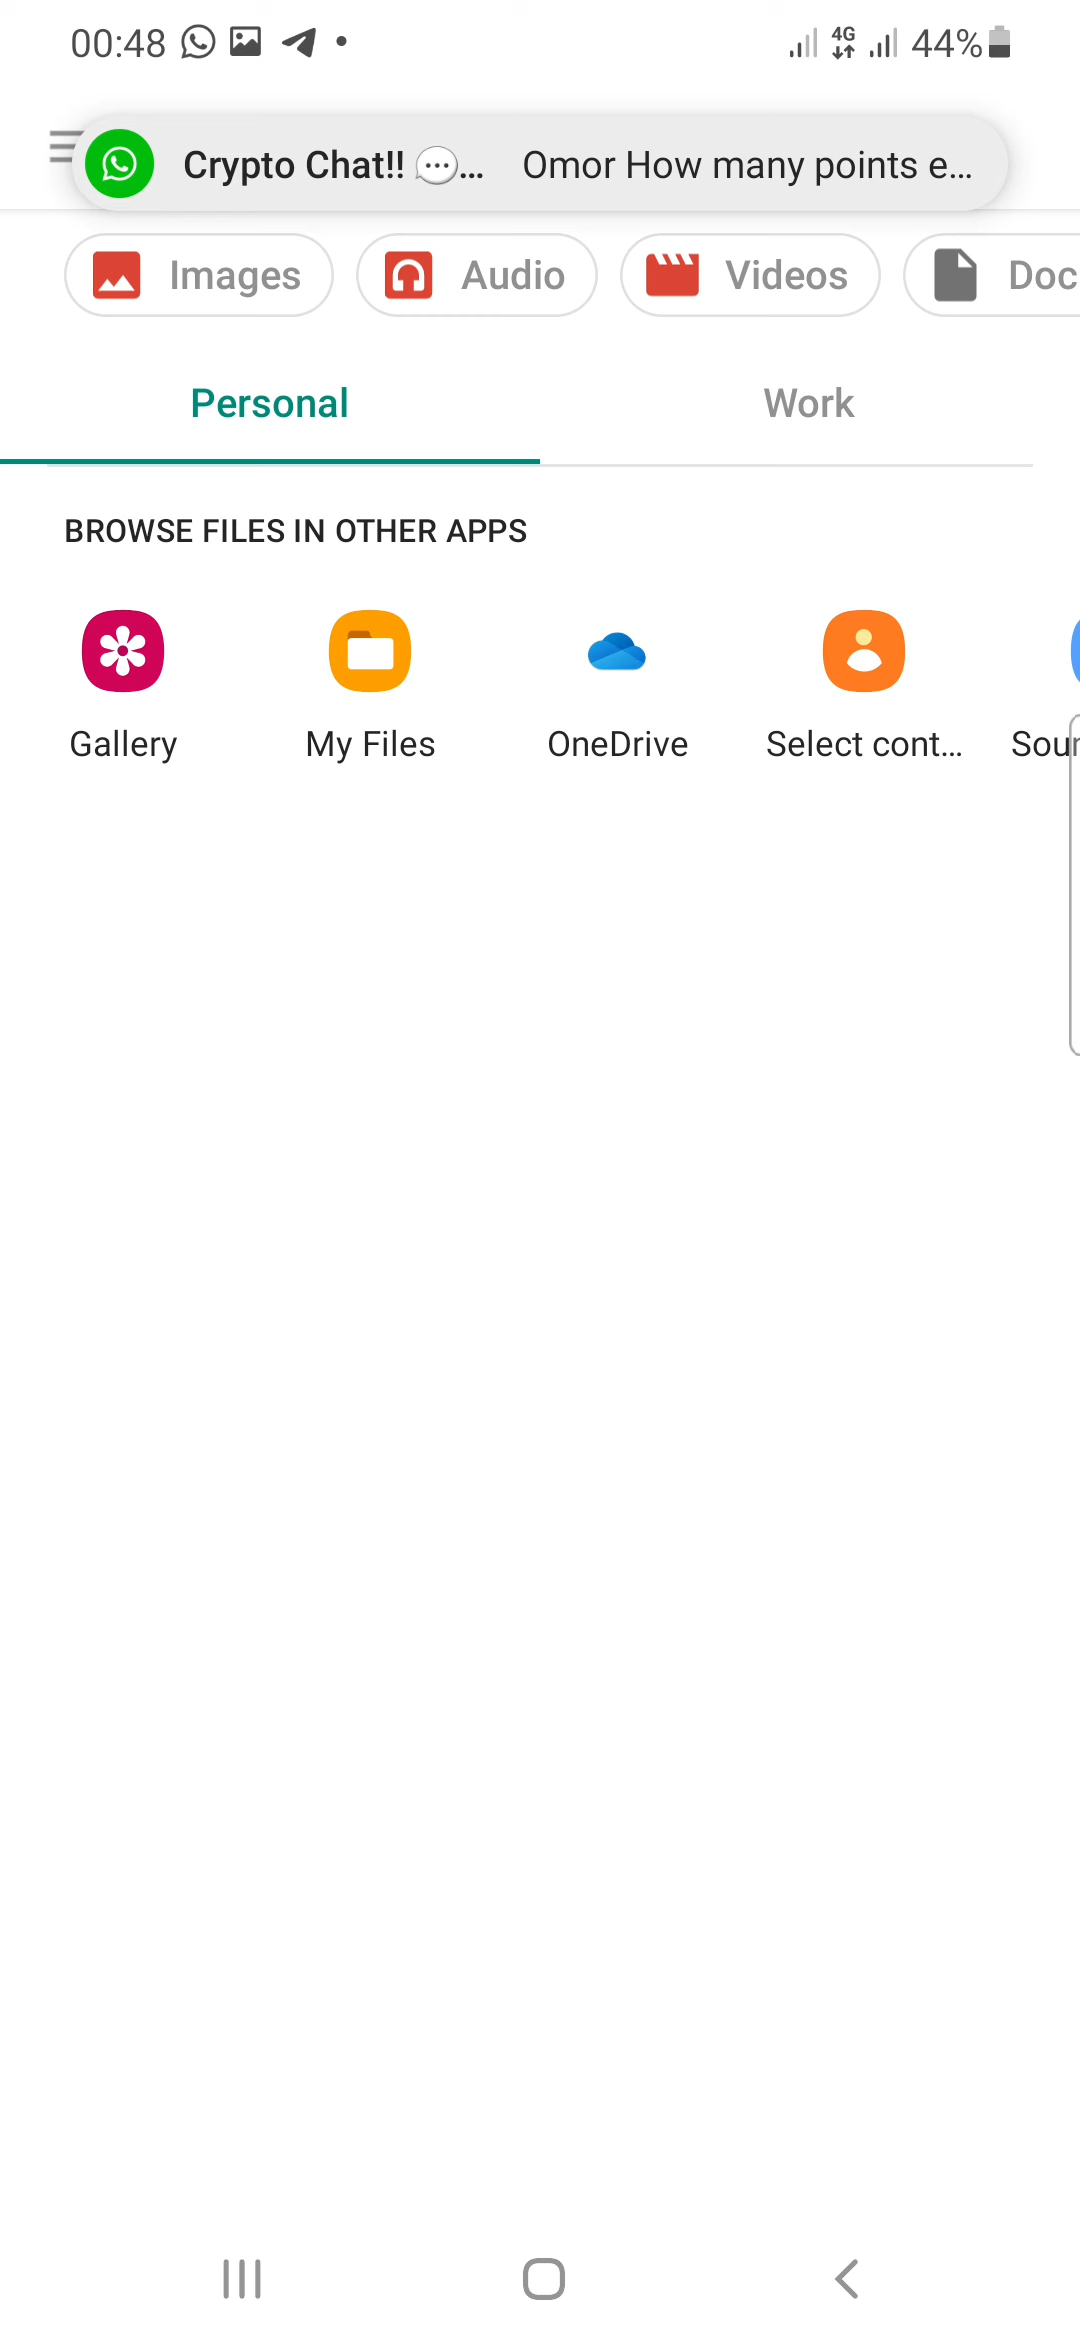 00:48 4G 44%
Crypto Chat!! 💬... Omor How many points e...
Images Audio Videos Doc
Personal Work
BROWSE FILES IN OTHER APPS
Gallery My Files OneDrive Select cont... Soun